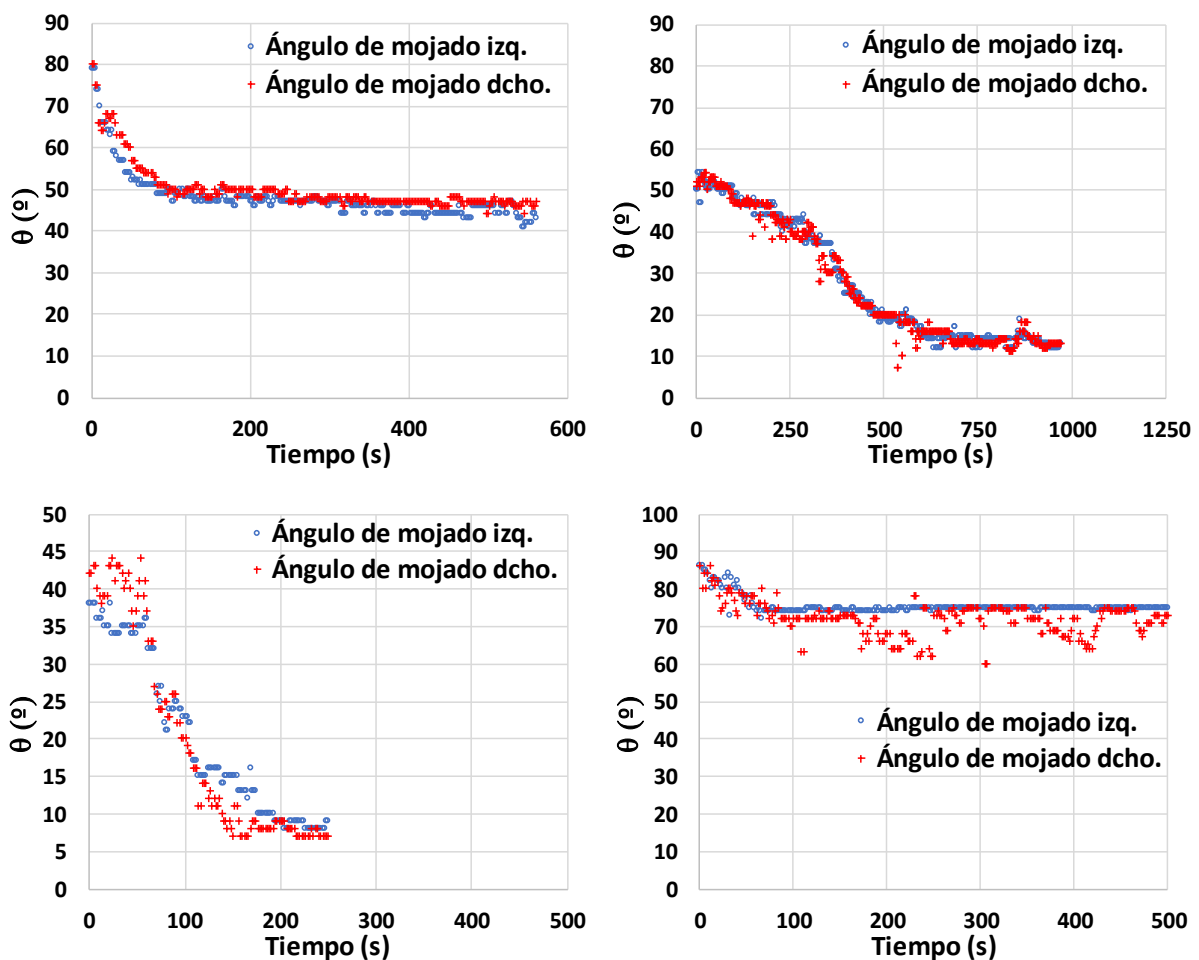 90
80
70
60
50
40
30
20
10
0
θ (º)
Ángulo de mojado izq.
Ángulo de mojado dcho.
0 200 400 600
Tiempo (s)
90
80
70
60
50
40
30
20
10
0
θ (º)
Ángulo de mojado izq.
Ángulo de mojado dcho.
0 250 500 750 1000 1250
Tiempo (s)
50
45
40
35
30
25
20
15
10
5
0
θ (º)
Ángulo de mojado izq.
Ángulo de mojado dcho.
0 100 200 300 400 500
Tiempo (s)
100
90
80
70
60
50
40
30
20
10
0
θ (º)
Ángulo de mojado izq.
Ángulo de mojado dcho.
0 100 200 300 400 500
Tiempo (s)